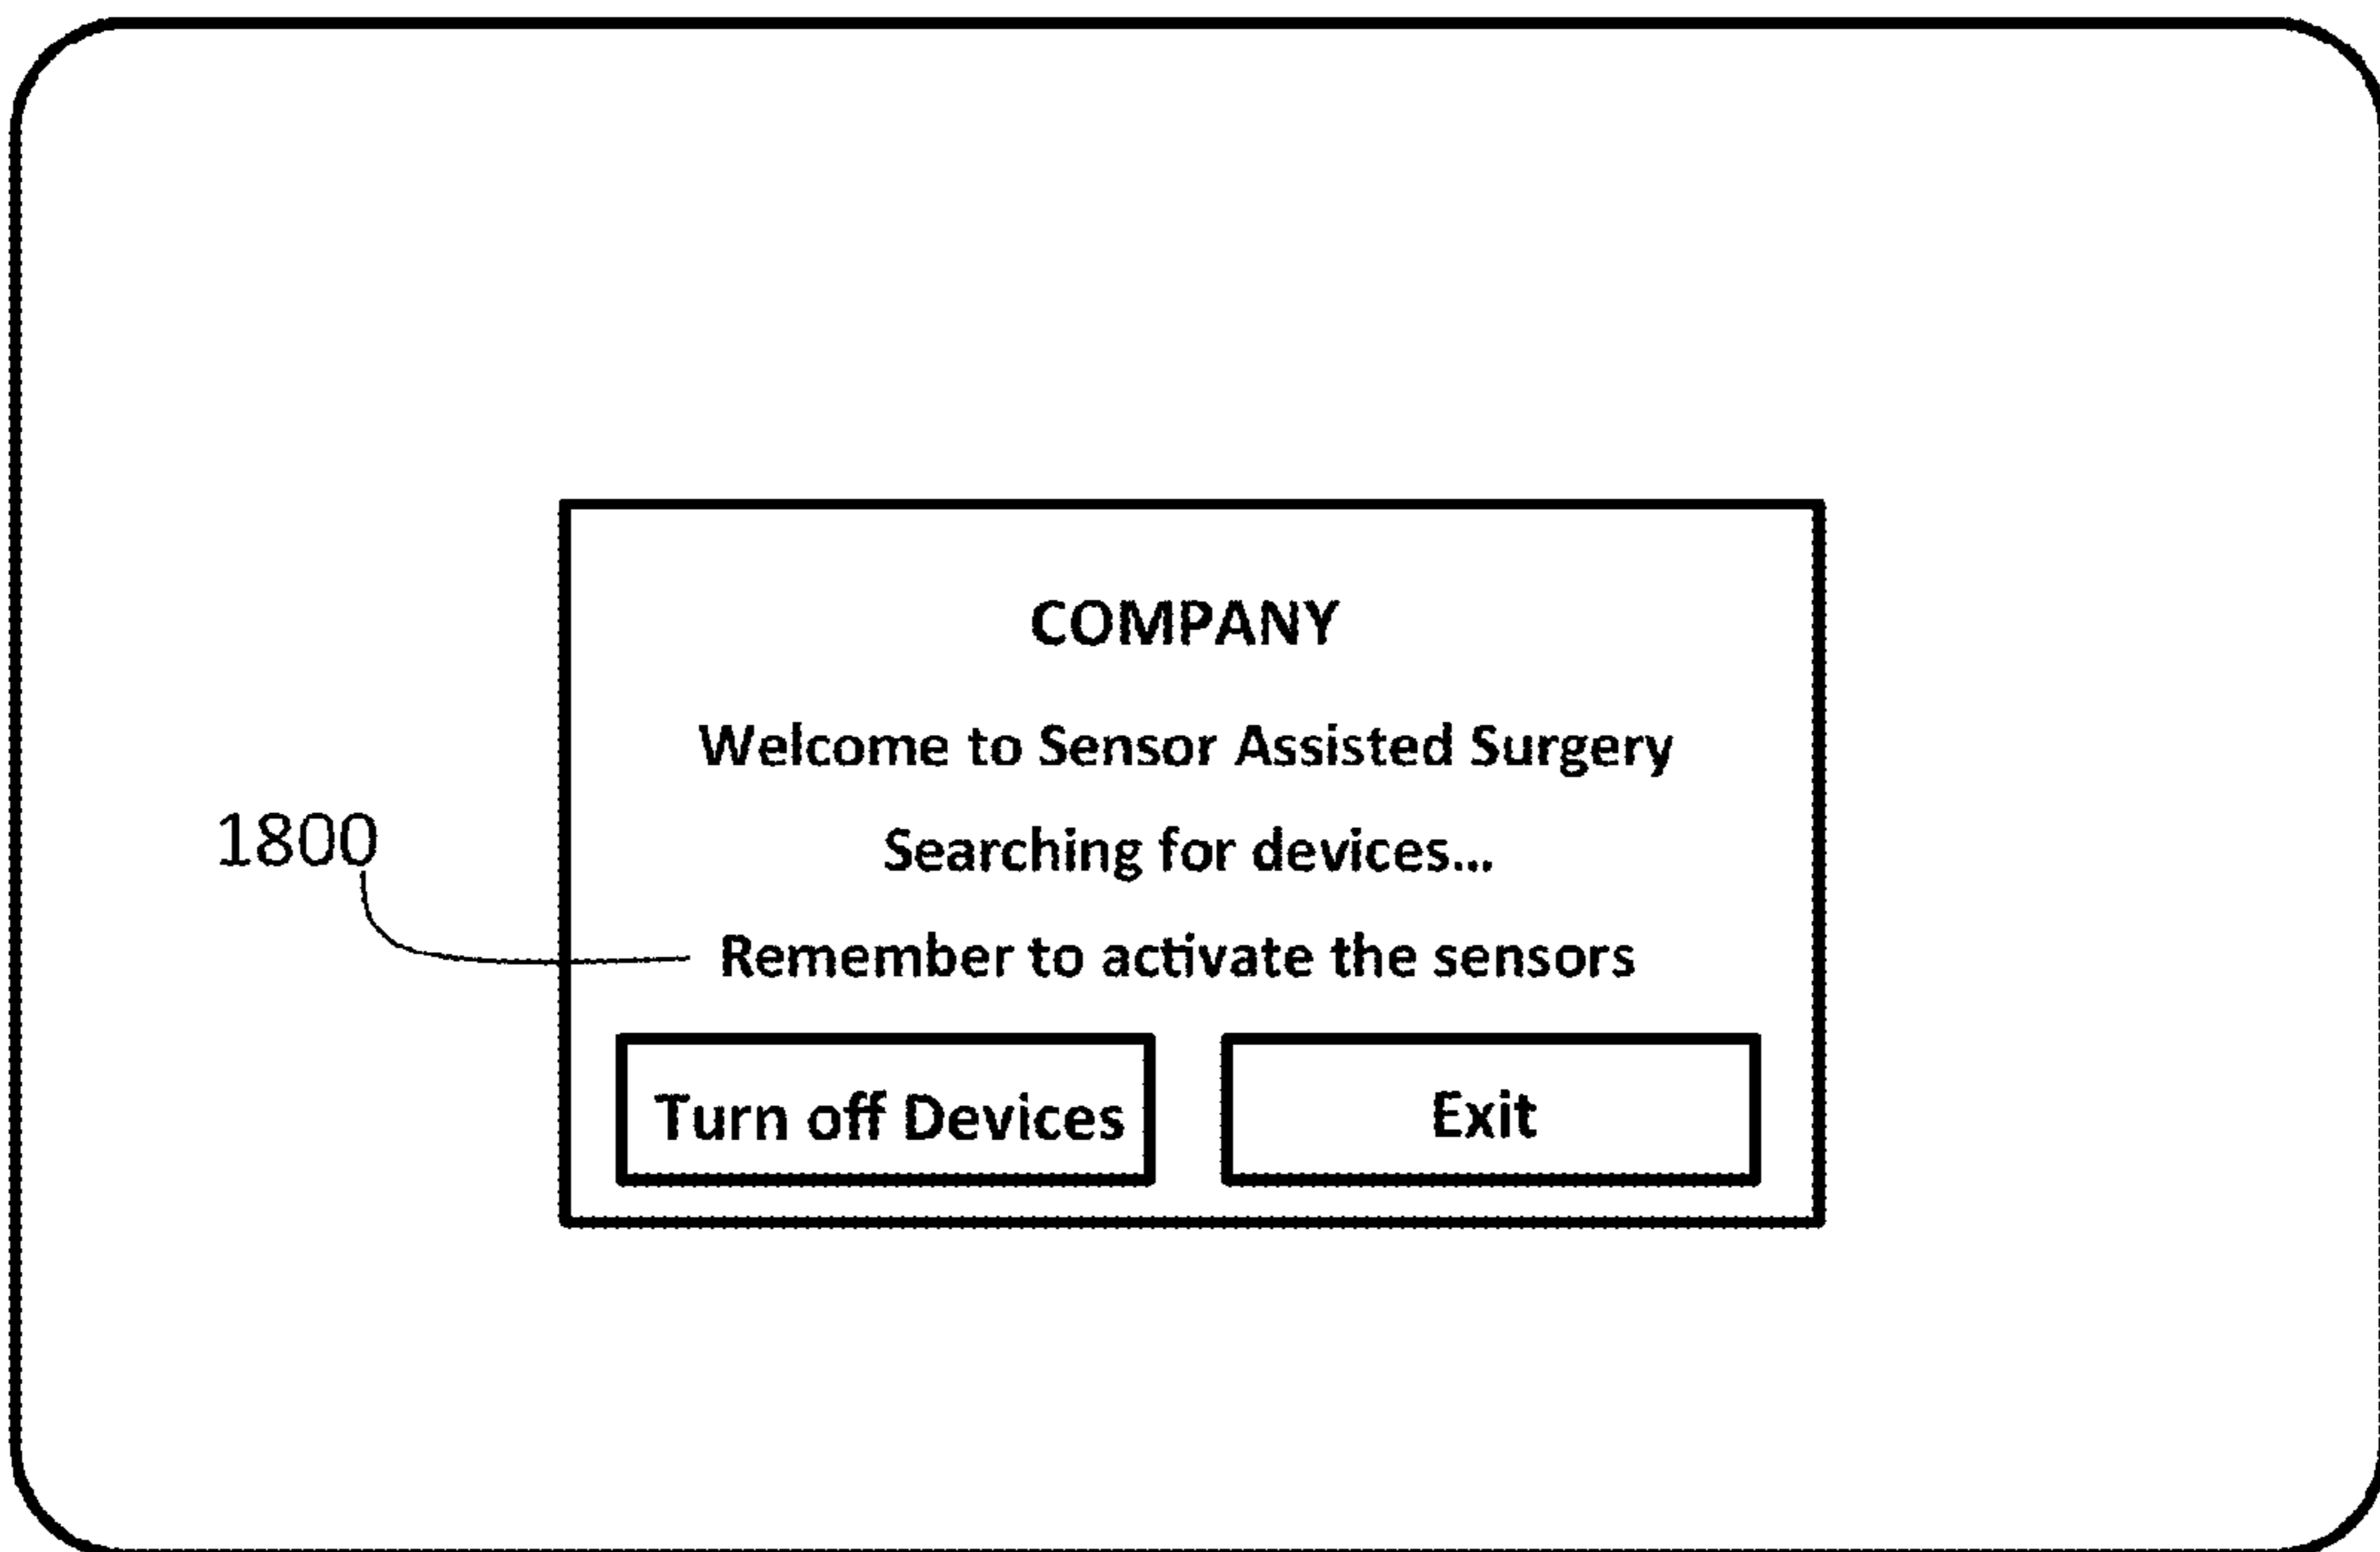 COMPANY
Welcome to Sensor Assisted Surgery
Searching for devices...
1800
Remember to activate the sensors
Turn off Devices
Exit